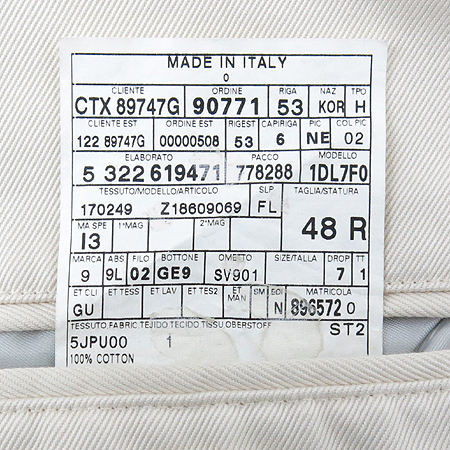 MADE IN ITALY
0
CLIENTE ORDINE RIGA NAZ TPO
CTX 89747G 90771 53 KOR H
CLIENTE EST ORDINE EST RIGEST CAPIRIGA PIC COL PIC
122 89747G 00000508 53 6 NE 02
ELABORATO PACCO MODELLO
5 322 619471 778288 1DL7F0
TESSUTO/MODELLO/ARTICOLO SLP TAGLIA/STATURA
170249 Z18609069 FL 48 R
MA SPE 1°MAG 2°MAG
I3
MARCA ABS FILO BOTTONE OMETTO SIZE/TALLA DROP TT
9 9L 02 GE9 SV901 7 1
ET CLI ET TESS ET LAV ET TES2 ET MAN SM BOI MATRICOLA
GU N 896572 0
TESSUTO,FABRIC,TEJIDO,TECIDO,TISSU,OBERSTOFF ST2
5JPU00 1
100% COTTON